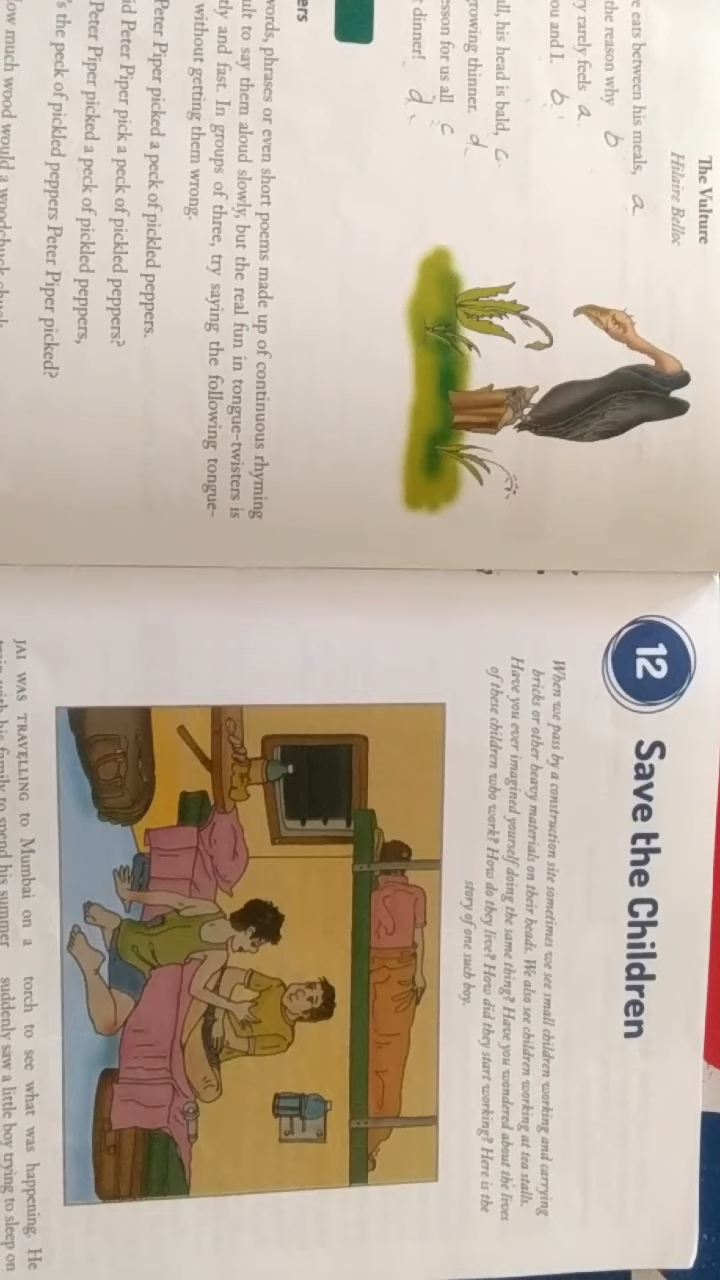 The Vulture
Hilaire Belloc
eats between his meals, a
the reason why b
rarely feels a
and I. b
all, his head is bald, c
growing thinner. d
for us all c
dinner! d
words, phrases or even short poems made up of continuous rhyming
to say them aloud slowly, but the real fun in tongue-twisters is
and fast. In groups of three, try saying the following tongue-
without getting them wrong.
Peter Piper picked a peck of pickled peppers.
Peter Piper pick a peck of pickled peppers?
Peter Piper picked a peck of pickled peppers,
the peck of pickled peppers Peter Piper picked?
How much wood would a woodchuck chuck
12 Save the Children
When we pass by a construction site sometimes we see small children working and carrying
bricks or other heavy materials on their heads. We also see children working at tea stalls.
Have you ever imagined yourself doing the same thing? Have you wondered about the lives
of these children who work? How do they live? How did they start working? Here is the
story of one such boy.
JAI WAS TRAVELLING to Mumbai on a
train with his family to spend his summer
torch to see what was happening. He
suddenly saw a little boy trying to sleep on